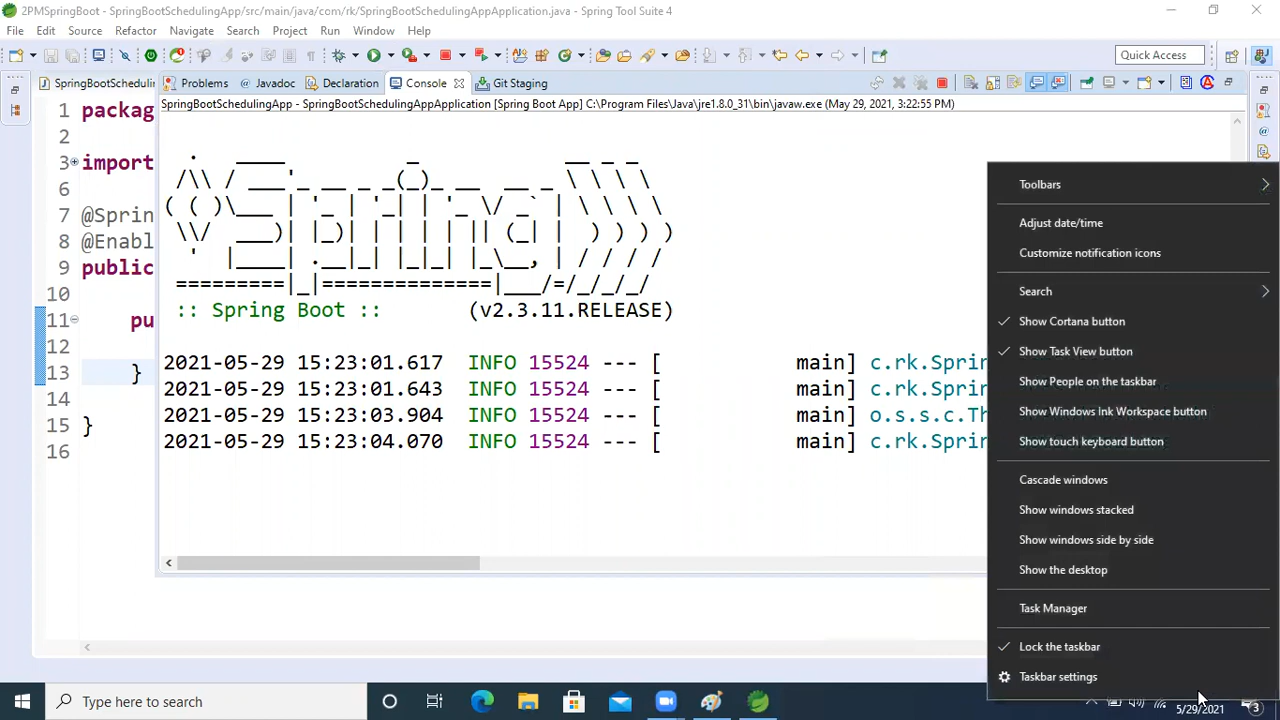 2PMSpringBoot - SpringBootSchedulingApp/src/main/java/com/rk/SpringBootSchedulingAppApplication.java - Spring Tool Suite 4
File Edit Source Refactor Navigate Search Project Run Window Help
Quick Access
SpringBootSchedulin Problems Javadoc Declaration Console Git Staging
SpringBootSchedulingApp - SpringBootSchedulingAppApplication [Spring Boot App] C:\Program Files\Java\jre1.8.0_31\bin\javaw.exe (May 29, 2021, 3:22:55 PM)
1 packag
2
3 import
6
7 @Sprin
8 @Enabl
9 public
10
11 pu
12
13 }
14
15 }
16
Spring
:: Spring Boot :: (v2.3.11.RELEASE)
2021-05-29 15:23:01.617 INFO 15524 --- [ main] c.rk.Sprin
2021-05-29 15:23:01.643 INFO 15524 --- [ main] c.rk.Sprin
2021-05-29 15:23:03.904 INFO 15524 --- [ main] o.s.s.c.Th
2021-05-29 15:23:04.070 INFO 15524 --- [ main] c.rk.Sprin
Toolbars
Adjust date/time
Customize notification icons
Search
Show Cortana button
Show Task View button
Show People on the taskbar
Show Windows Ink Workspace button
Show touch keyboard button
Cascade windows
Show windows stacked
Show windows side by side
Show the desktop
Task Manager
Lock the taskbar
Taskbar settings
Type here to search
5/29/2021
3